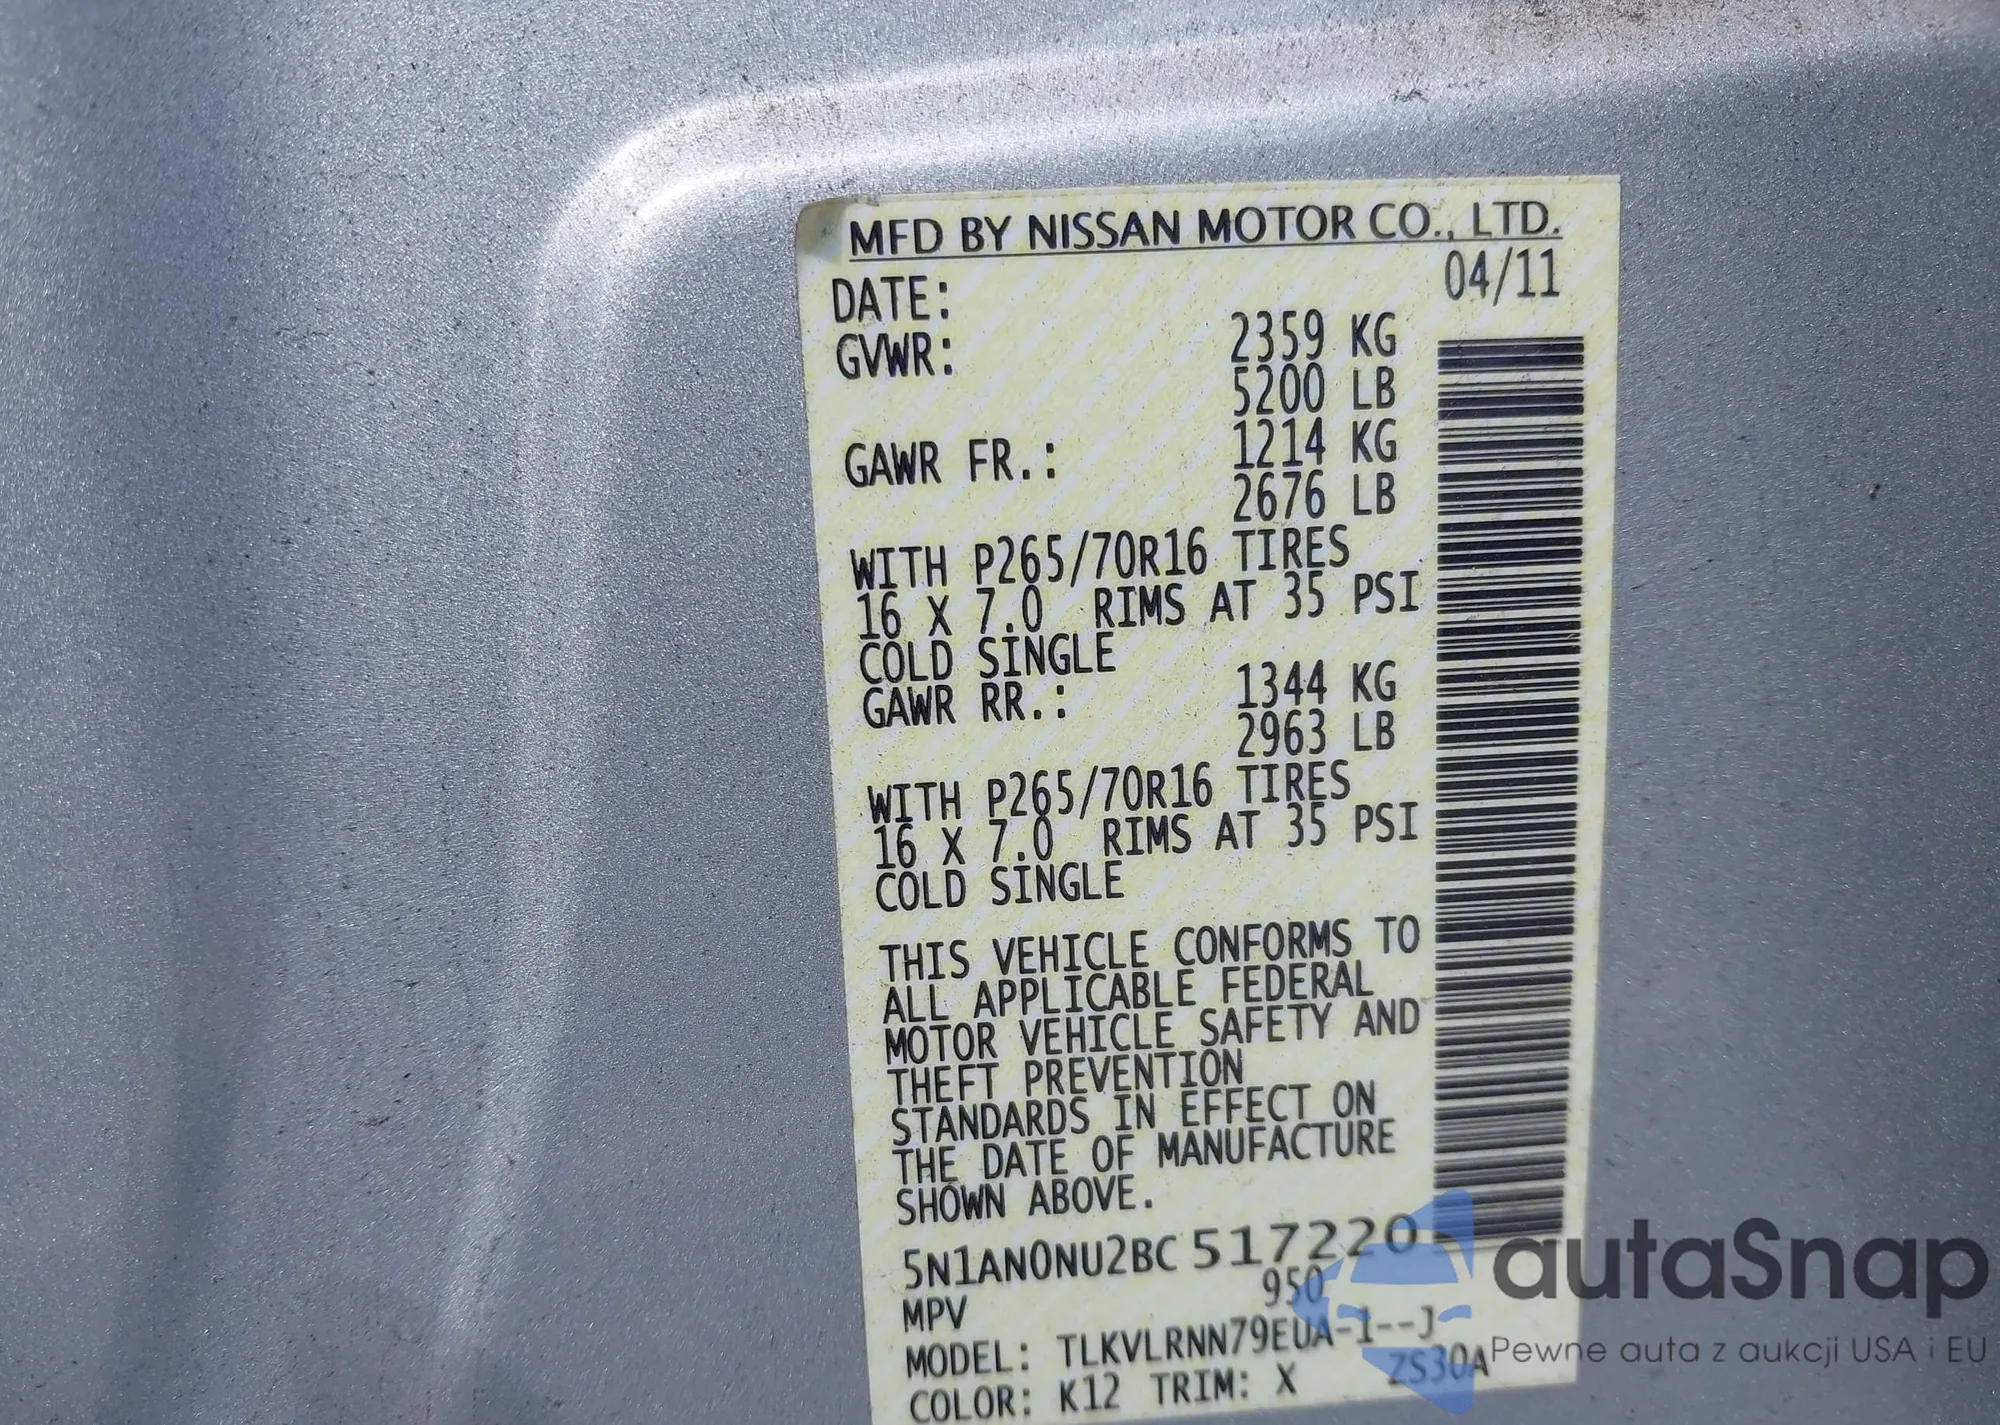 MFD BY NISSAN MOTOR CO., LTD.
DATE: 04/11
GVWR: 2359 KG
5200 LB
GAWR FR.: 1214 KG
2676 LB
WITH P265/70R16 TIRES
16 X 7.0 RIMS AT 35 PSI
COLD SINGLE
GAWR RR.: 1344 KG
2963 LB
WITH P265/70R16 TIRES
16 X 7.0 RIMS AT 35 PSI
COLD SINGLE
THIS VEHICLE CONFORMS TO
ALL APPLICABLE FEDERAL
MOTOR VEHICLE SAFETY AND
THEFT PREVENTION
STANDARDS IN EFFECT ON
THE DATE OF MANUFACTURE
SHOWN ABOVE.
5N1AN0NU2BC 517220
MPV 950
MODEL: TLKVLRNN79EUA-1--J
COLOR: K12 TRIM: X ZS30A
autaSnap
Pewne auta z aukcji USA i EU